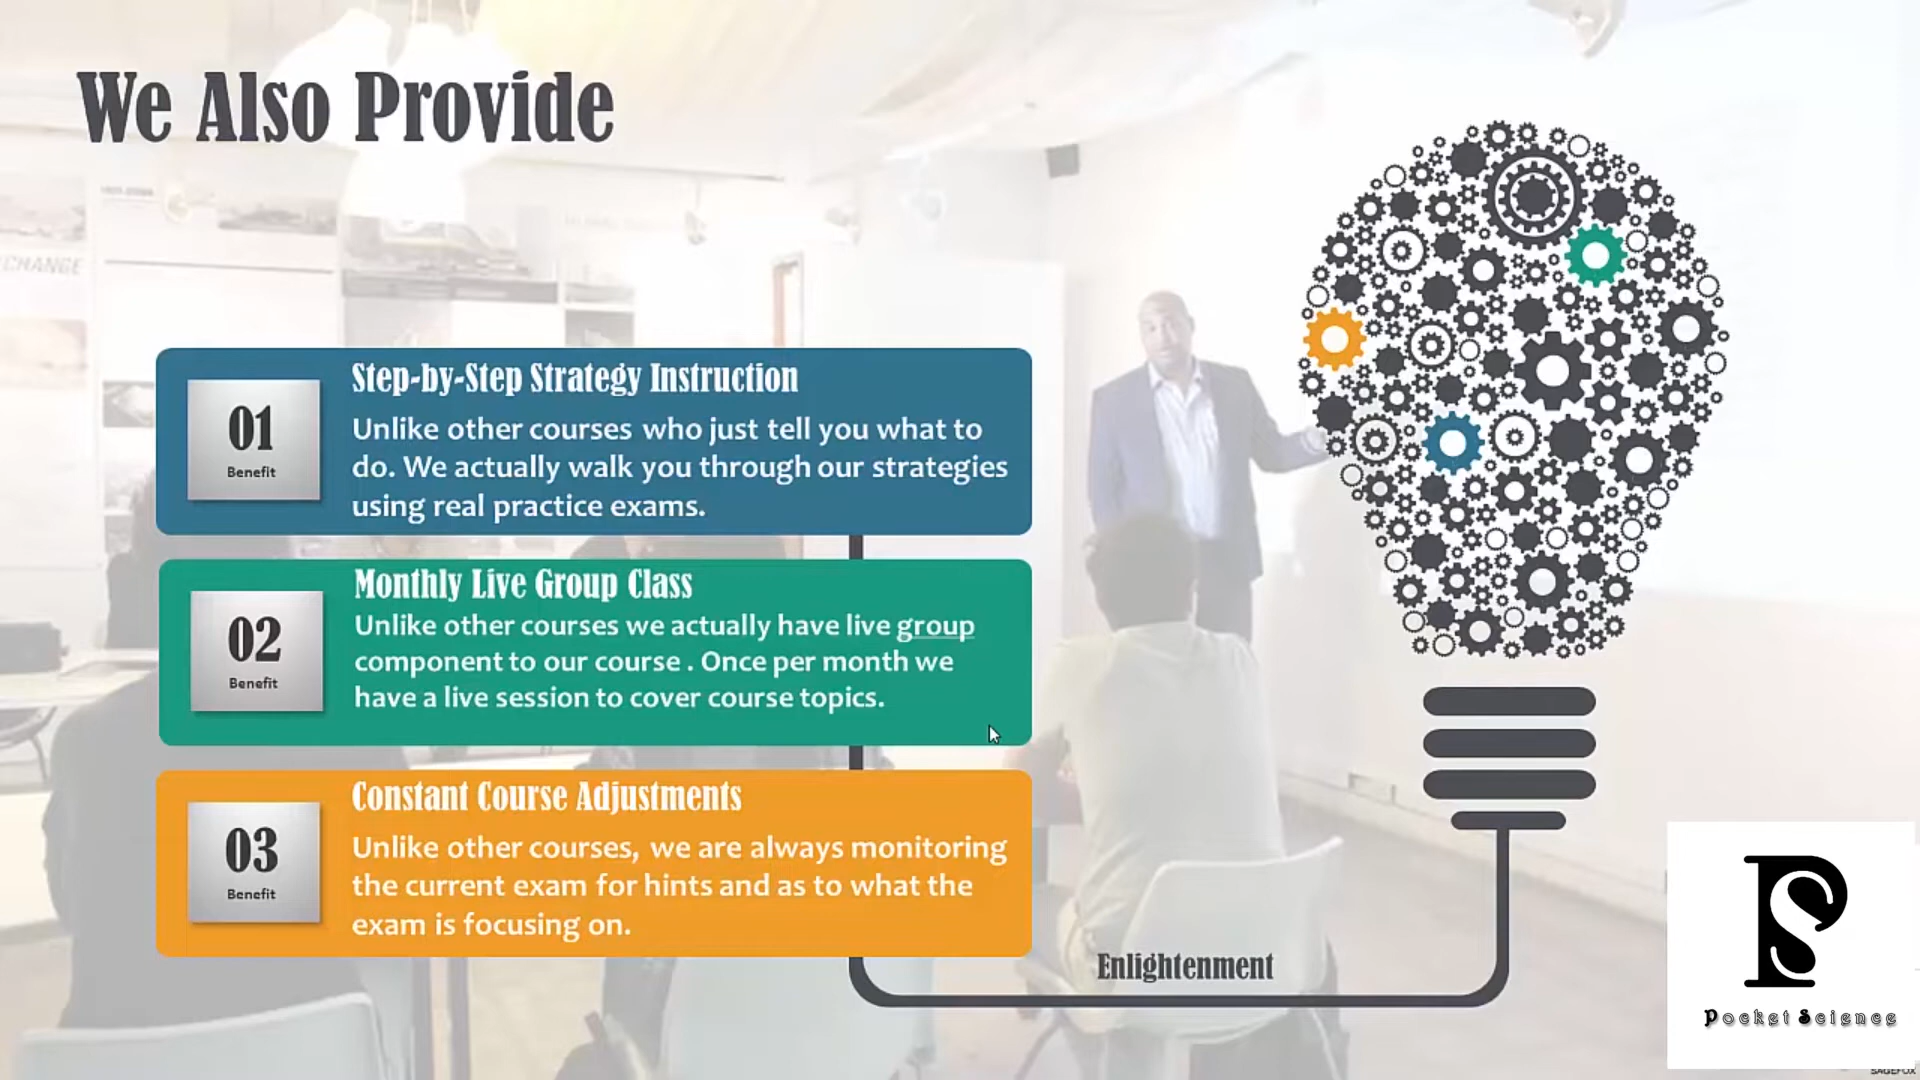 We Also Provide
CHANGE
01
Benefit
Step-by-Step Strategy Instruction
Unlike other courses who just tell you what to
do. We actually walk you through our strategies
using real practice exams.
02
Benefit
Monthly Live Group Class
Unlike other courses we actually have live group
component to our course . Once per month we
have a live session to cover course topics.
03
Benefit
Constant Course Adjustments
Unlike other courses, we are always monitoring
the current exam for hints and as to what the
exam is focusing on.
Enlightenment
PS
Pocket Science
SAGEFOX